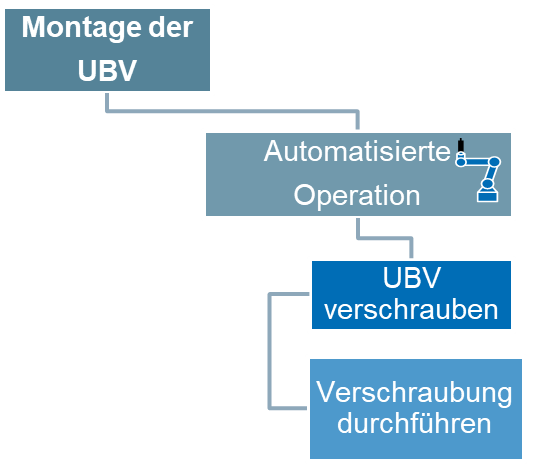 Montage der
UBV
Automatisierte
Operation
UBV
verschrauben
Verschraubung
durchführen